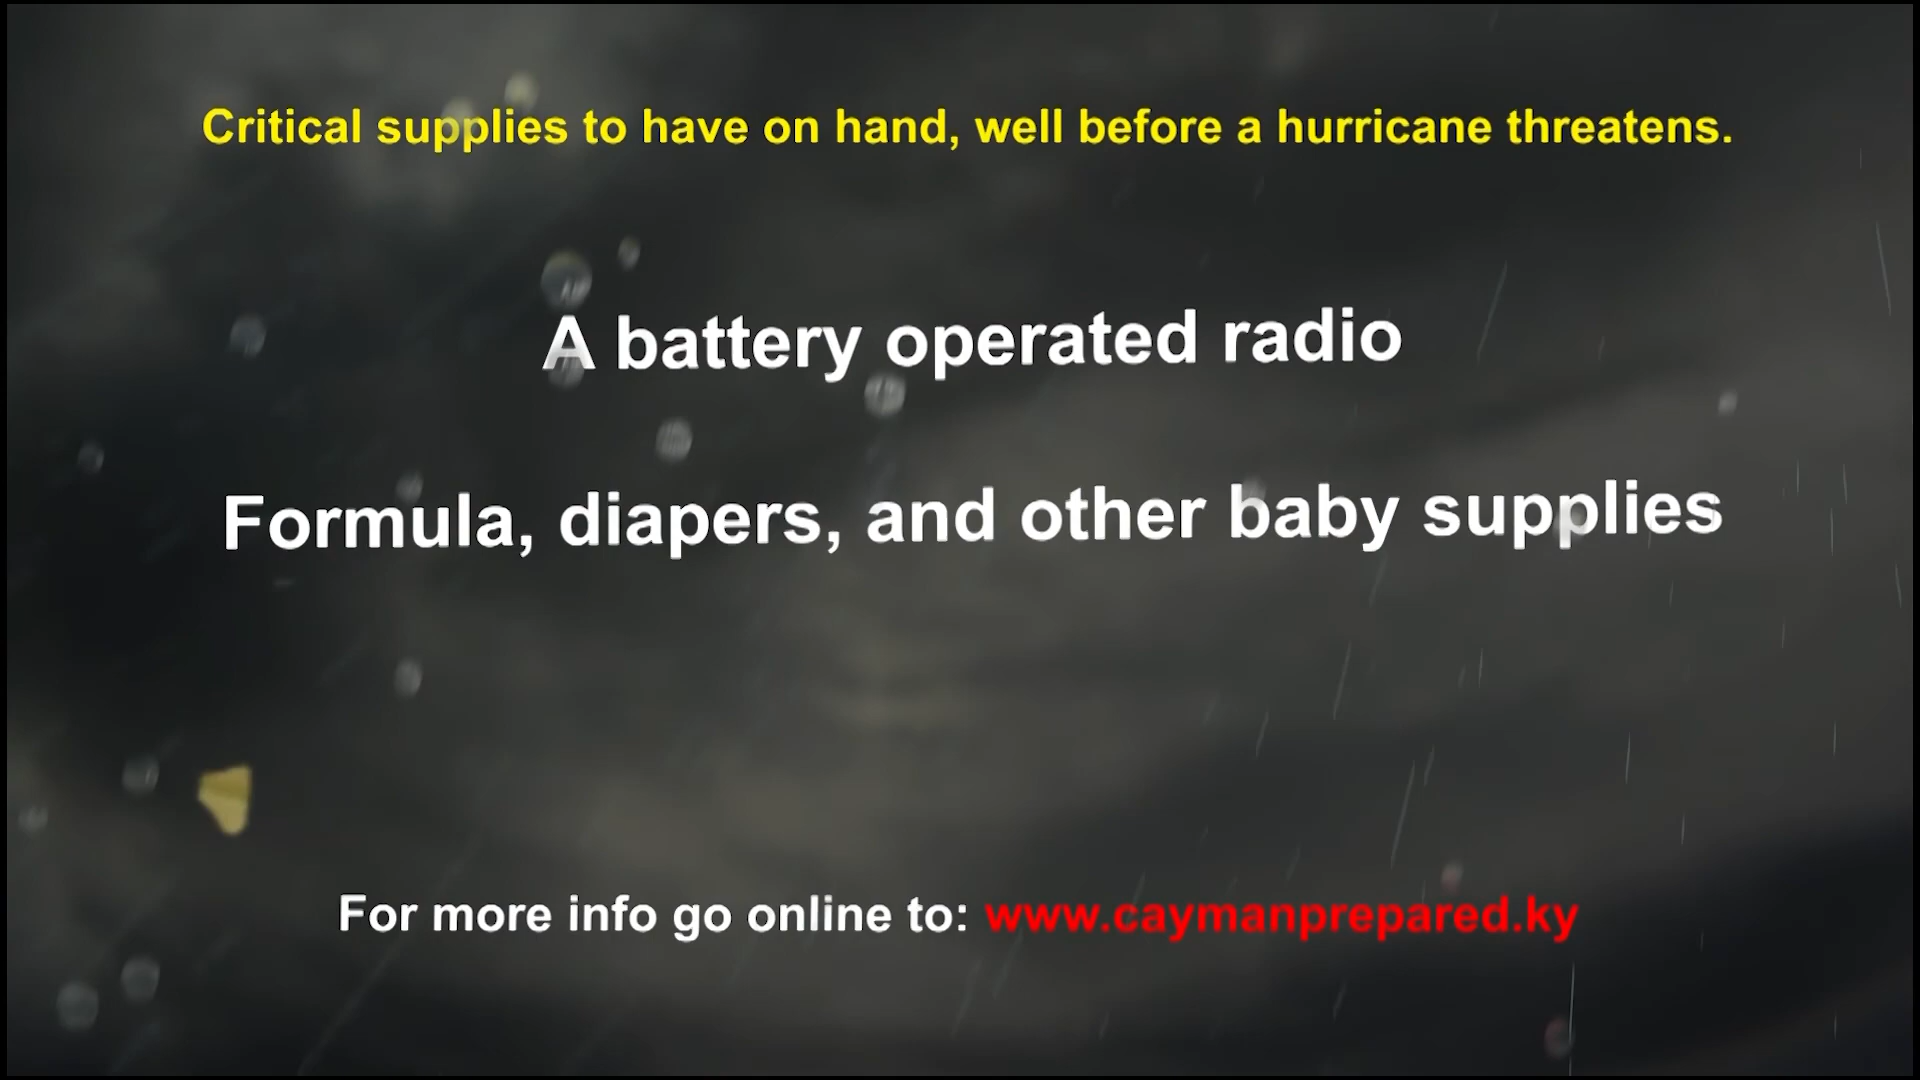 Critical supplies to have on hand, well before a hurricane threatens.
A battery operated radio
Formula, diapers, and other baby supplies
For more info go online to: www.caymanprepared.ky